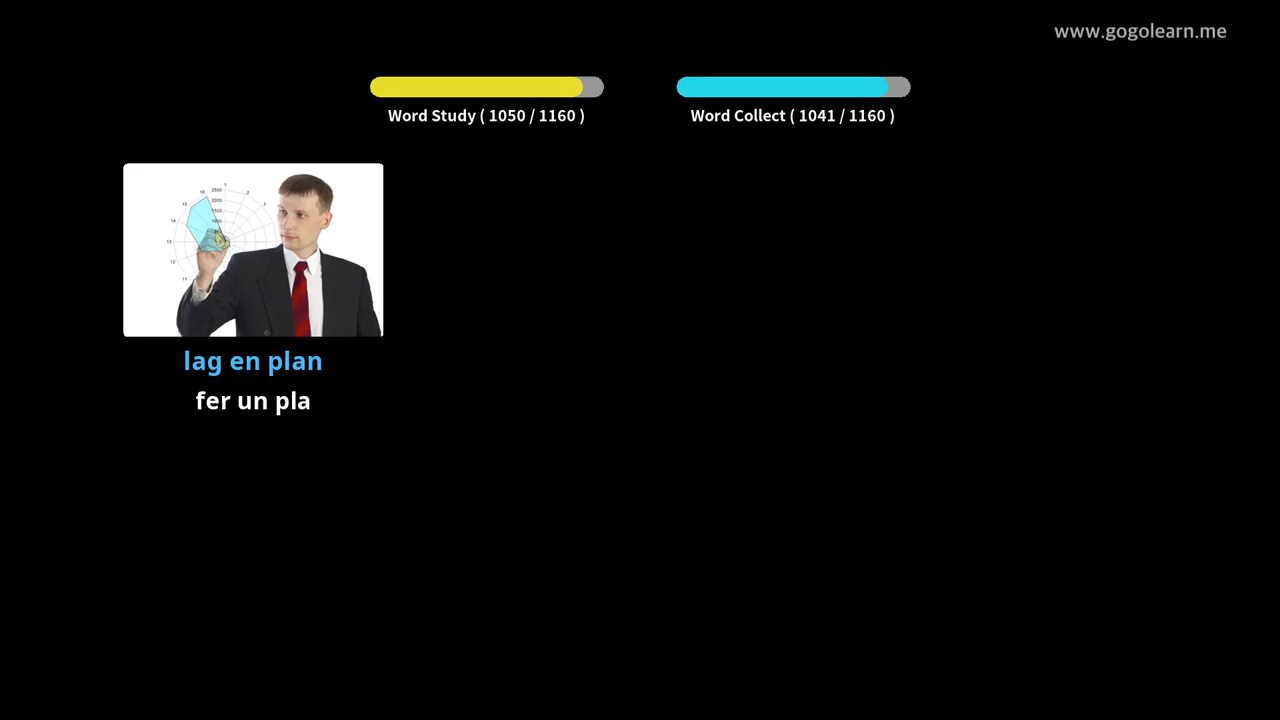 www.gogolearn.me
Word Study ( 1050 / 1160 )
Word Collect ( 1041 / 1160 )
lag en plan
fer un pla